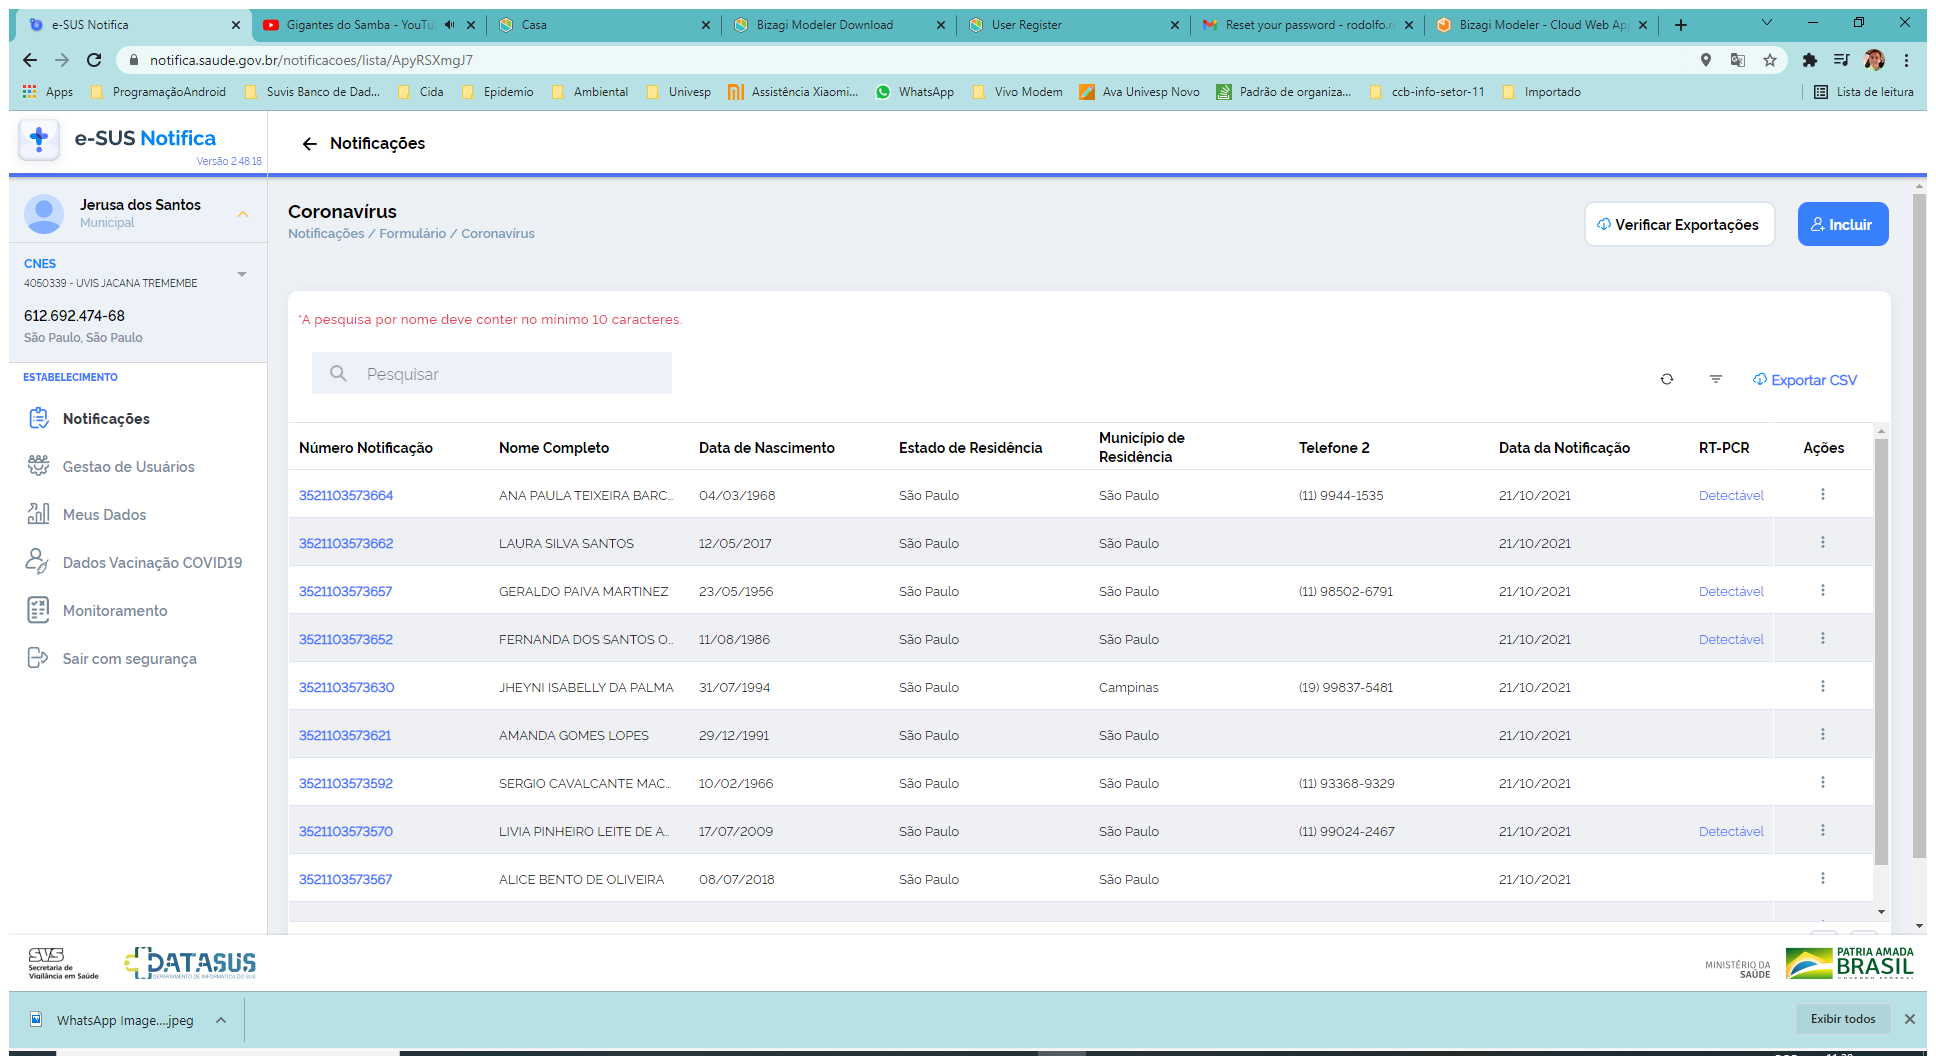 e-SUS Notifica
Gigantes do Samba - YouTu
Casa
Bizagi Modeler Download
User Register
Reset your password - rodolfo.r
Bizagi Modeler - Cloud Web Ap
notifica.saude.gov.br/notificacoes/lista/ApyRSXmgJ7
Apps
ProgramaçãoAndroid
Suvis Banco de Dad...
Cida
Epidemio
Ambiental
Univesp
Assistência Xiaomi...
WhatsApp
Vivo Modem
Ava Univesp Novo
Padrão de organiza...
ccb-info-setor-11
Importado
Lista de leitura
e-SUS Notifica
Versão 2.48.18
Notificações
Jerusa dos Santos
Municipal
CNES
4050339 - UVIS JACANA TREMEMBE
612.692.474-68
São Paulo, São Paulo
ESTABELECIMENTO
Notificações
Gestao de Usuários
Meus Dados
Dados Vacinação COVID19
Monitoramento
Sair com segurança
Coronavírus
Notificações / Formulário / Coronavírus
Verificar Exportações
Incluir
*A pesquisa por nome deve conter no mínimo 10 caracteres.
Pesquisar
Exportar CSV
Número Notificação Nome Completo Data de Nascimento Estado de Residência Município de Residência Telefone 2 Data da Notificação RT-PCR Ações
3521103573664 ANA PAULA TEIXEIRA BARC... 04/03/1968 São Paulo São Paulo (11) 9944-1535 21/10/2021 Detectável
3521103573662 LAURA SILVA SANTOS 12/05/2017 São Paulo São Paulo 21/10/2021
3521103573657 GERALDO PAIVA MARTINEZ 23/05/1956 São Paulo São Paulo (11) 98502-6791 21/10/2021 Detectável
3521103573652 FERNANDA DOS SANTOS O... 11/08/1986 São Paulo São Paulo 21/10/2021 Detectável
3521103573630 JHEYNI ISABELLY DA PALMA 31/07/1994 São Paulo Campinas (19) 99837-5481 21/10/2021
3521103573621 AMANDA GOMES LOPES 29/12/1991 São Paulo São Paulo 21/10/2021
3521103573592 SERGIO CAVALCANTE MAC... 10/02/1966 São Paulo São Paulo (11) 93368-9329 21/10/2021
3521103573570 LIVIA PINHEIRO LEITE DE A... 17/07/2009 São Paulo São Paulo (11) 99024-2467 21/10/2021 Detectável
3521103573567 ALICE BENTO DE OLIVEIRA 08/07/2018 São Paulo São Paulo 21/10/2021
SVS
Secretaria de
Vigilância em Saúde
DATASUS
DEPARTAMENTO DE INFORMÁTICA DO SUS
MINISTÉRIO DA
SAÚDE
PÁTRIA AMADA
BRASIL
GOVERNO FEDERAL
WhatsApp Image....jpeg
Exibir todos